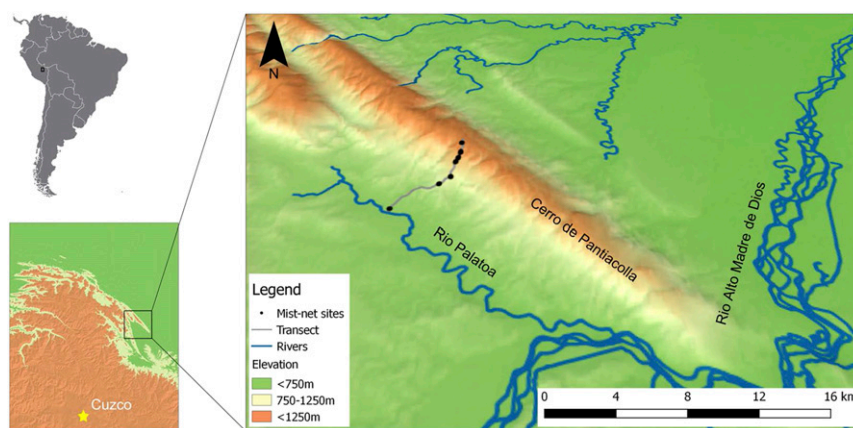 N
Cerro de Pantiacolla
Rio Palatoa
Rio Alto Madre de Dios
Legend
Mist-net sites
Transect
Rivers
Elevation
<750m
750-1250m
<1250m
0 4 8 12 16 km
Cuzco